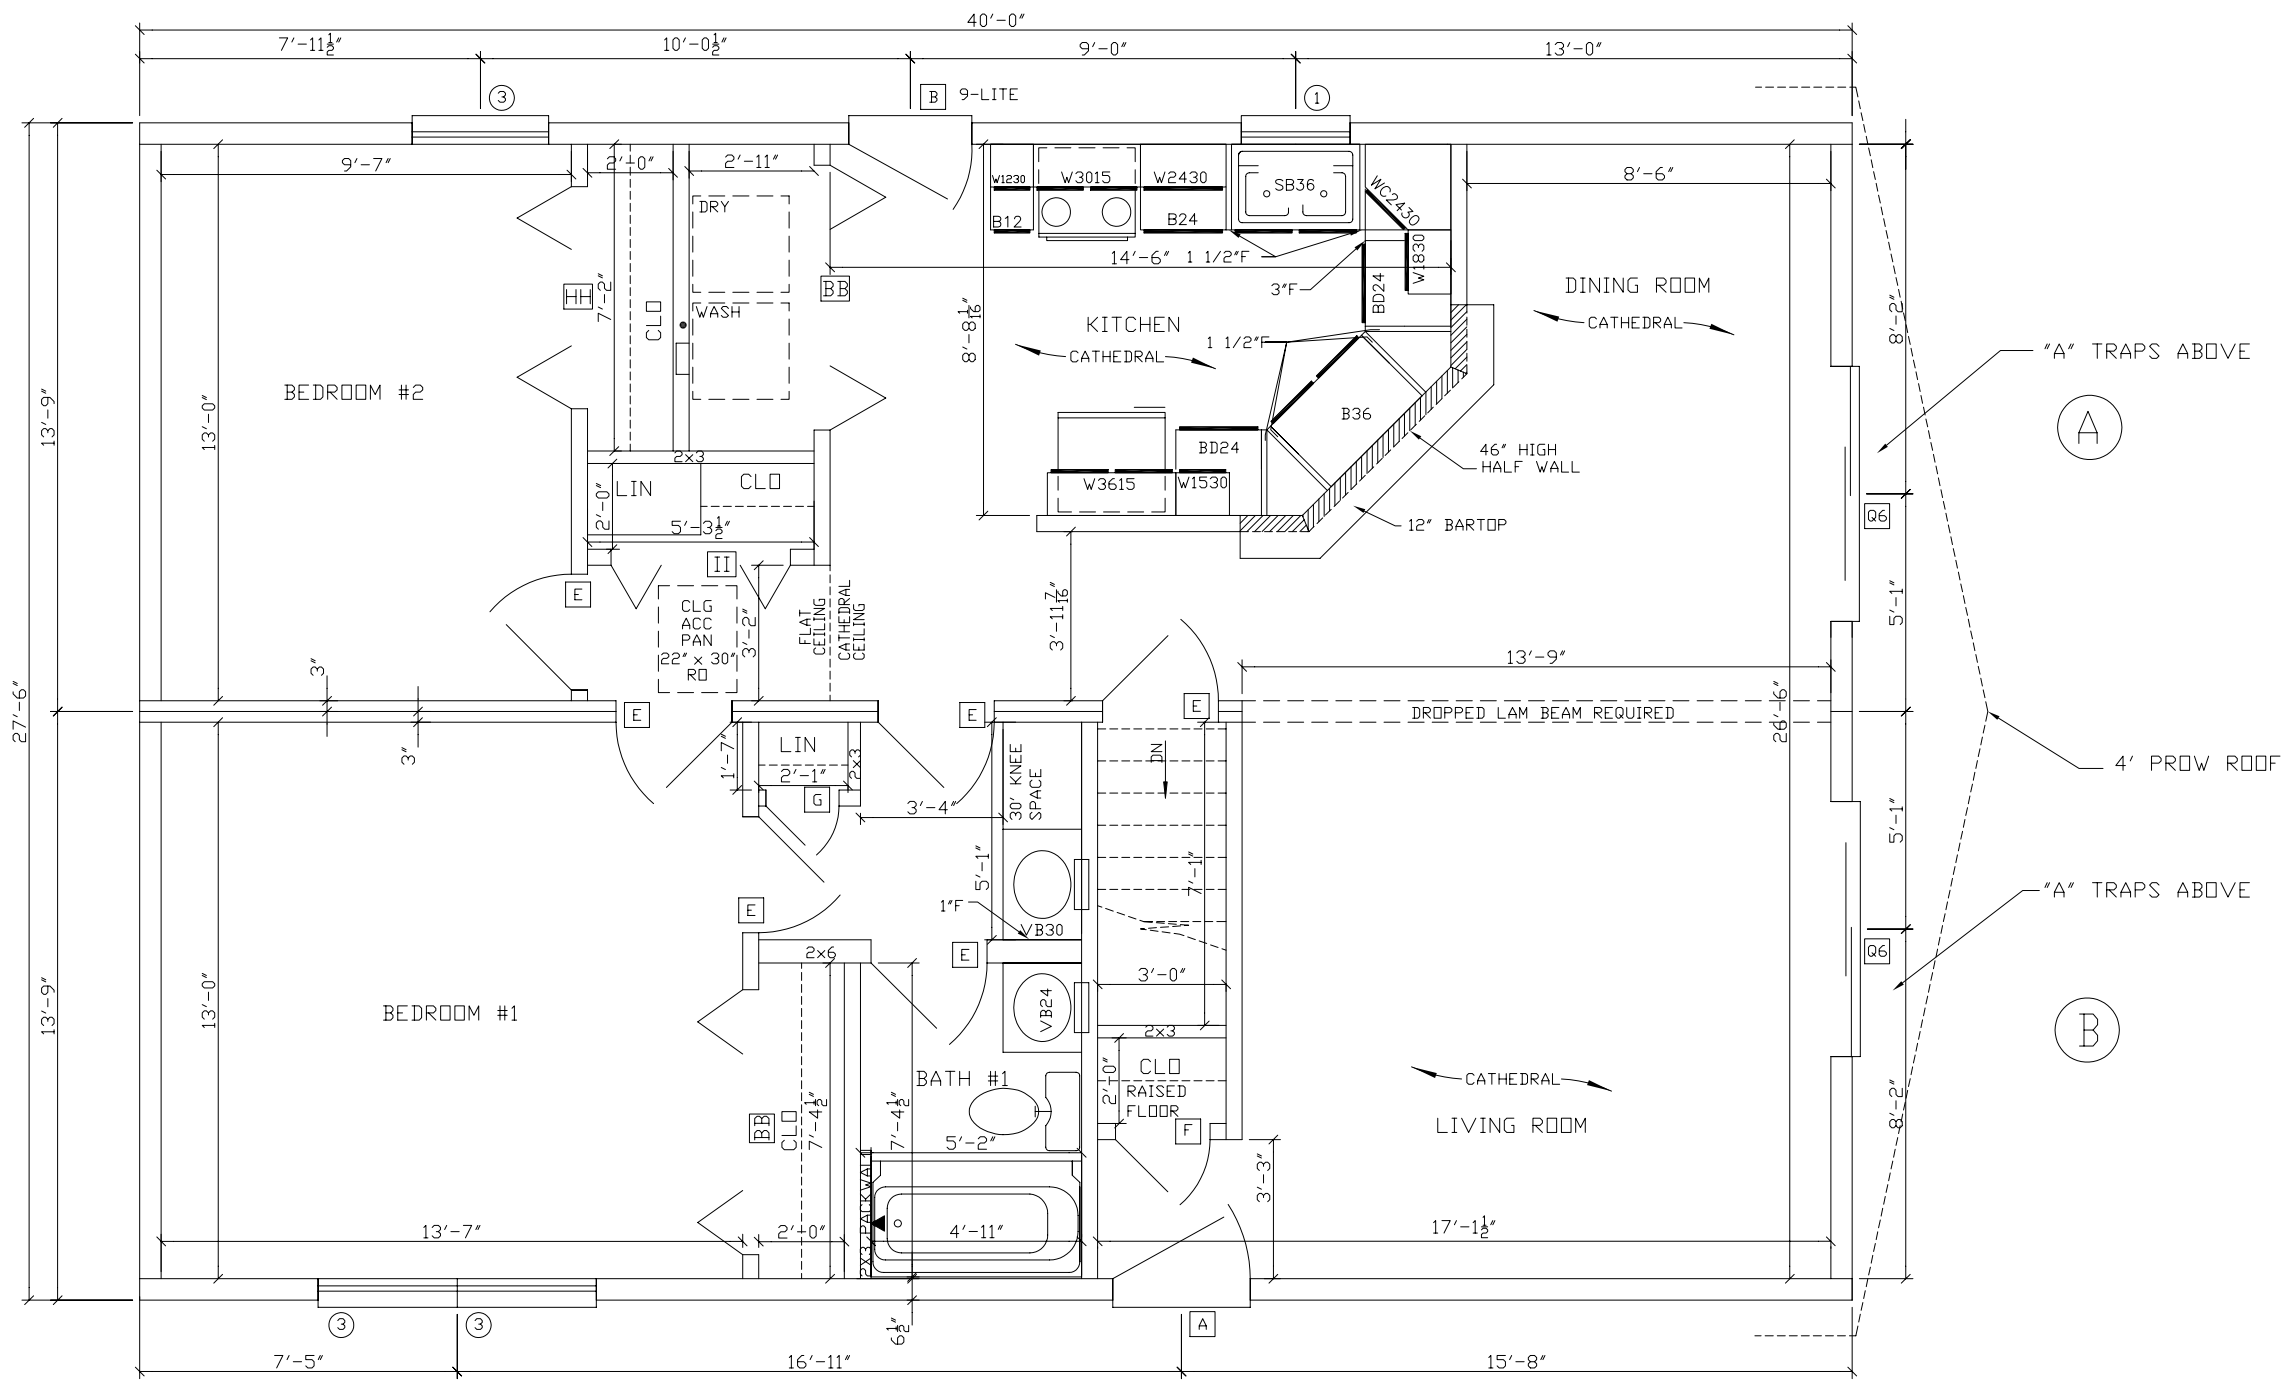 40'-0"
7'-11½" 10'-0½" 9'-0" 13'-0"
3 B 9-LITE 1
9'-7" 2'-0" 2'-11" W1230 W3015 W2430 SB36 WC2430 8'-6"
DRY B12 B24
14'-6" 1 1/2"F W1830
HH 7'-2" CLO BB 3"F BD24 DINING ROOM
WASH KITCHEN CATHEDRAL 8'-2"
8'-8 1/16" CATHEDRAL 1 1/2"F
"A" TRAPS ABOVE
BEDROOM #2
13'-9" 13'-0" B36 A
2x3 BD24 46" HIGH
HALF WALL
LIN CLO W3615 W1530
2'-0" 5'-3½" 12" BARTOP Q6
II
E CLG
ACC
PAN
22" x 30"
RO
3'-2" FLAT
CEILING
CATHEDRAL
CEILING
3'-11 7/16" 5'-1"
3" 13'-9"
27'-6" E E E DROPPED LAM BEAM REQUIRED 26'-6"
3" LIN 1'-7" 2'-1" 2x3 DN
4' PROW ROOF
G 3'-4" 30' KNEE
SPACE
5'-1"
5'-1" 7'-1"
"A" TRAPS ABOVE
E 1"F VB30
2x6 E Q6
3'-0"
13'-9" 13'-0" BEDROOM #1 VB24 2x3 B
BATH #1 2'-0" CLO
RAISED
FLOOR
CATHEDRAL
BB CLO 7'-4½" 7'-4½" F LIVING ROOM 8'-2"
5'-2" 3'-3"
2x3 PACKWALL
13'-7" 2'-0" 4'-11" 17'-1½"
3 3 6½" A
7'-5" 16'-11" 15'-8"